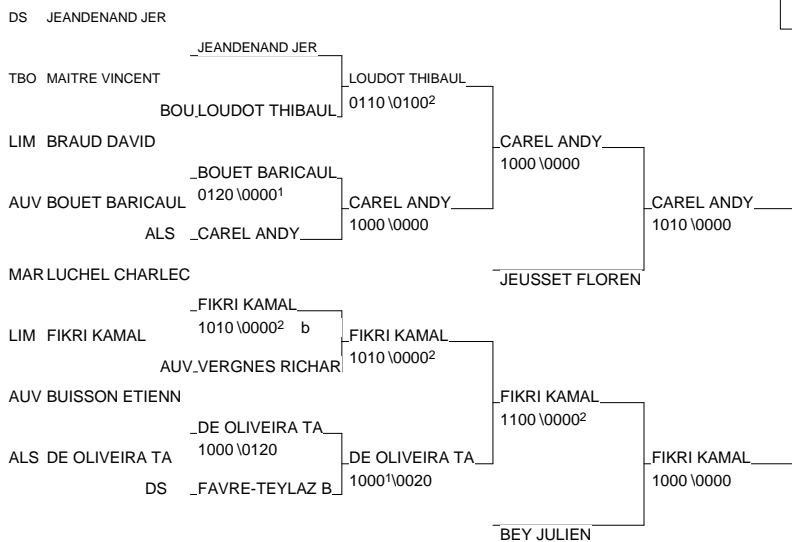 DS JEANDENAND JER
JEANDENAND JER
TBO MAITRE VINCENT
LOUDOT THIBAUL
0110 \0100²
BOU LOUDOT THIBAUL
LIM BRAUD DAVID
CAREL ANDY
1000 \0000
BOUET BARICAUL
0120 \0000¹
AUV BOUET BARICAUL
CAREL ANDY
1000 \0000
CAREL ANDY
1010 \0000
ALS CAREL ANDY
MAR LUCHEL CHARLEC
JEUSSET FLOREN
FIKRI KAMAL
1010 \0000² b
LIM FIKRI KAMAL
FIKRI KAMAL
1010 \0000²
AUV VERGNES RICHAR
AUV BUISSON ETIENN
FIKRI KAMAL
1100 \0000²
DE OLIVEIRA TA
1000 \0120
ALS DE OLIVEIRA TA
DE OLIVEIRA TA
1000¹\0020
FIKRI KAMAL
1000 \0000
DS FAVRE-TEYLAZ B
BEY JULIEN